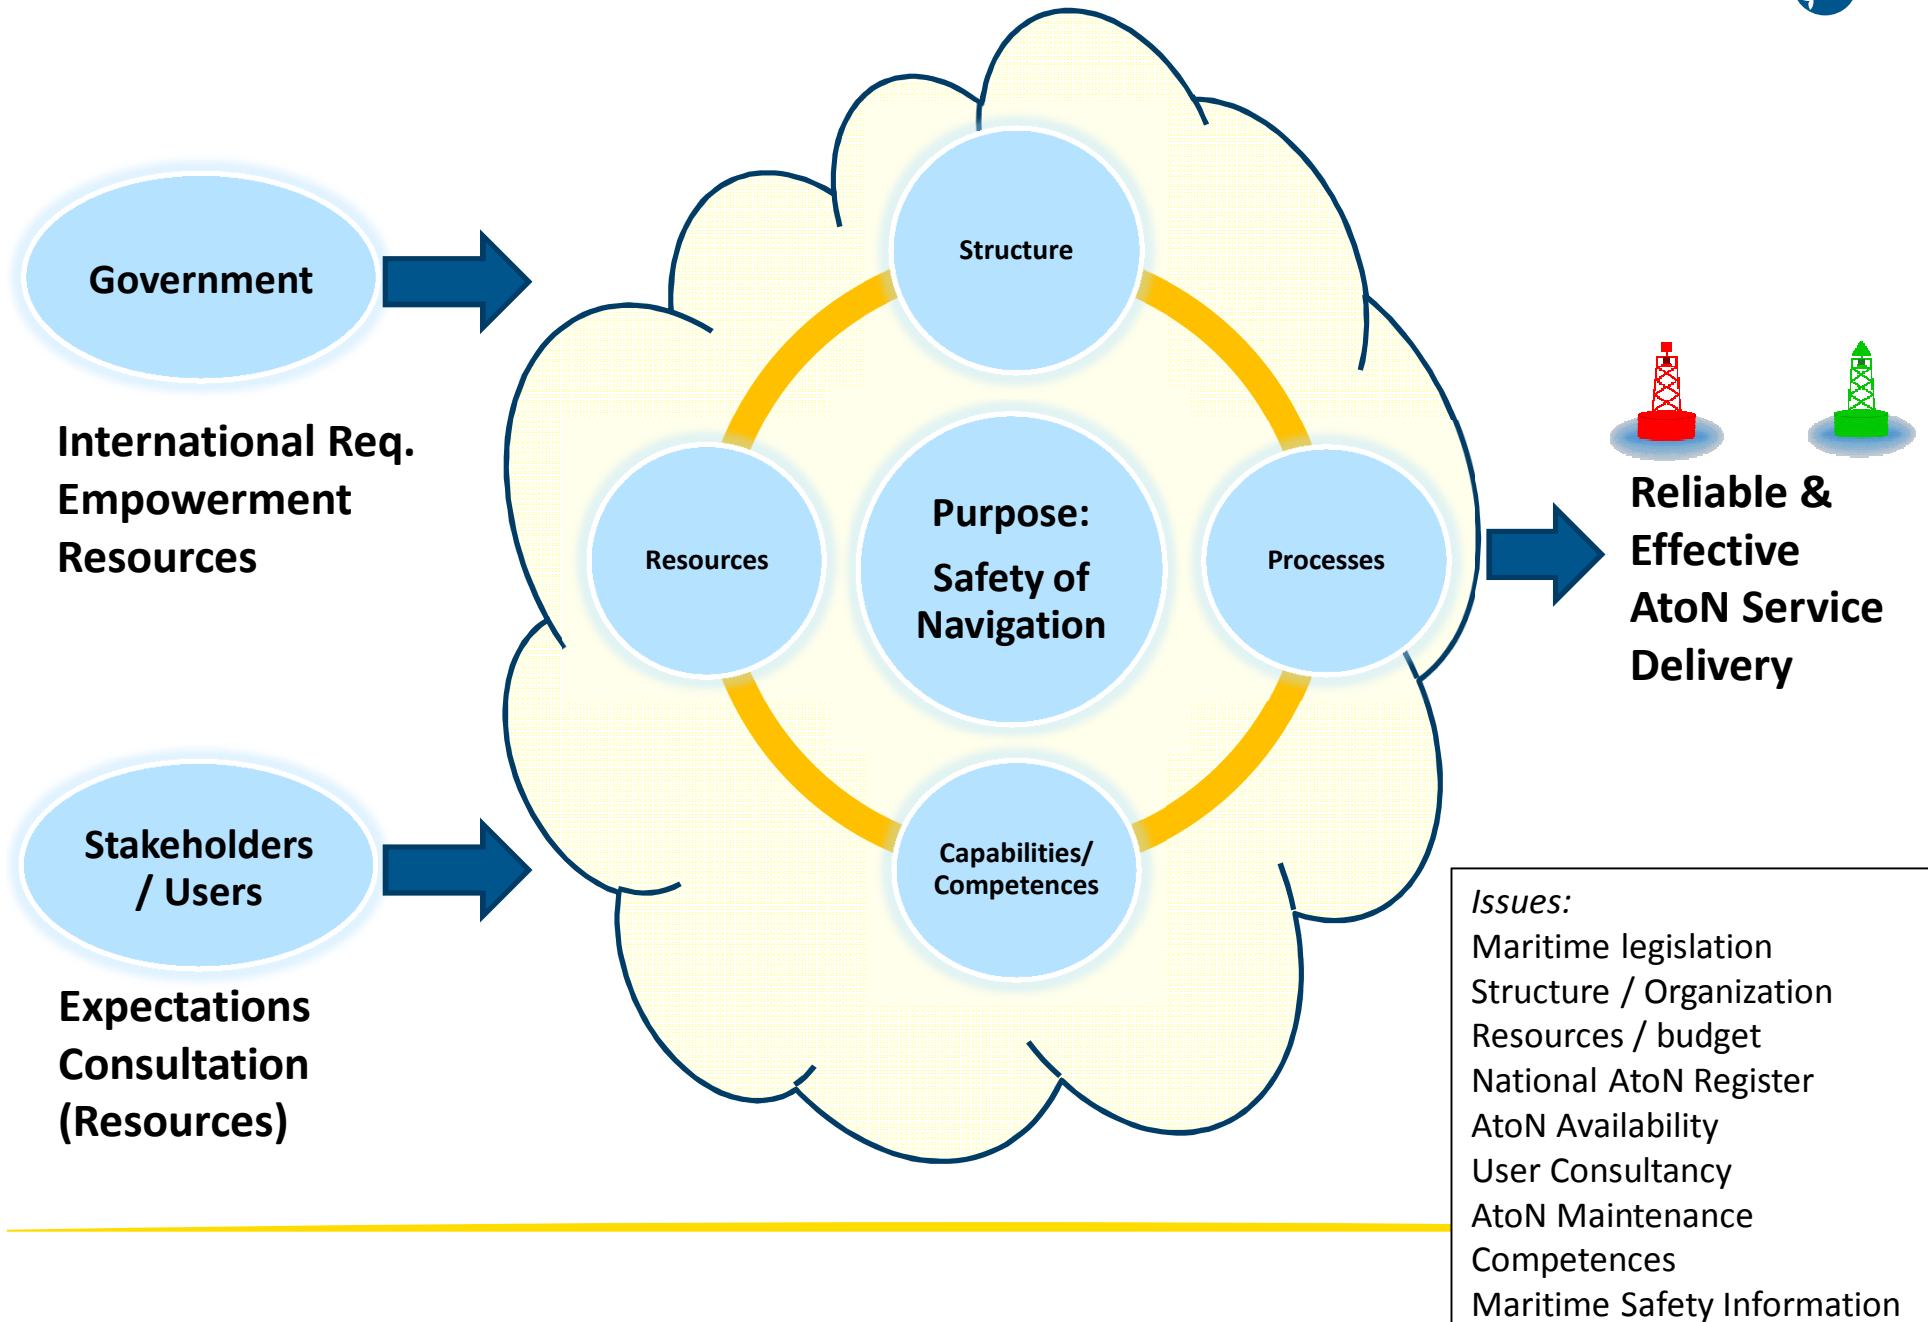 Government
International Req.
Empowerment
Resources
Stakeholders
/ Users
Expectations
Consultation
(Resources)
Structure
Resources
Purpose:
Safety of
Navigation
Processes
Capabilities/
Competences
Reliable &
Effective
AtoN Service
Delivery
Issues:
Maritime legislation
Structure / Organization
Resources / budget
National AtoN Register
AtoN Availability
User Consultancy
AtoN Maintenance
Competences
Maritime Safety Information